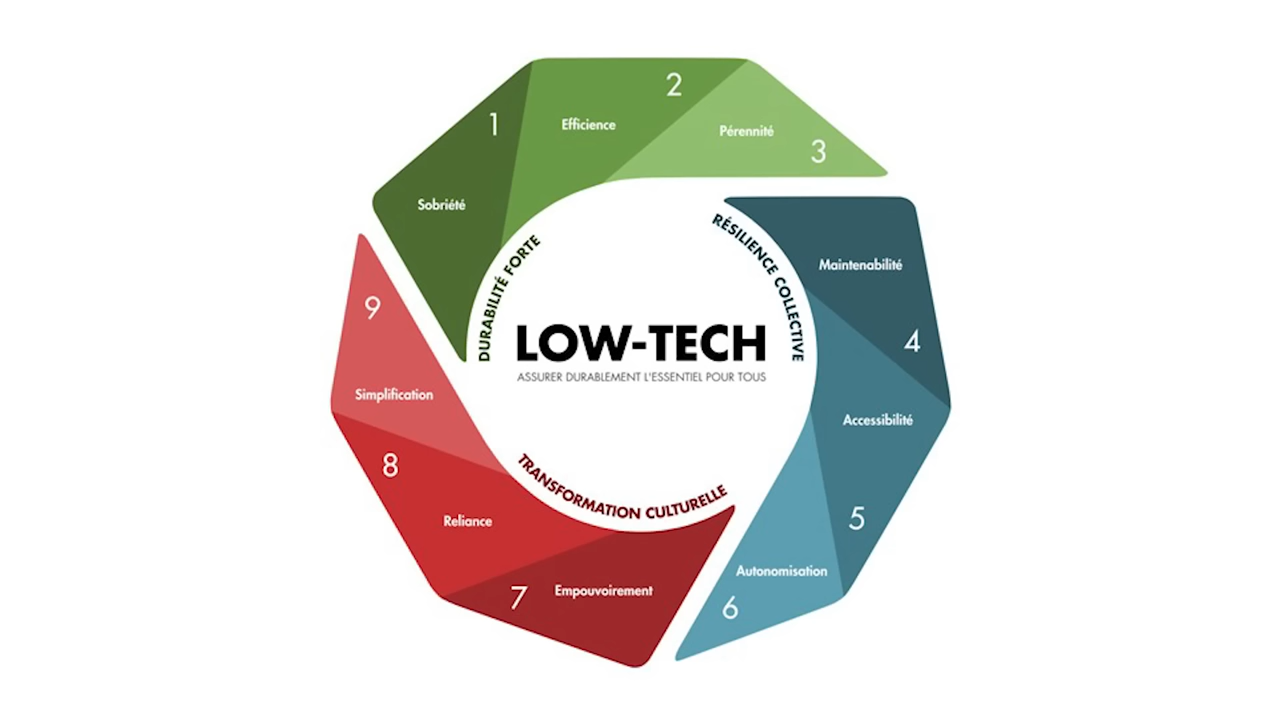 1
Sobriété
2
Efficience
3
Pérennité
DURABILITÉ FORTE
4
Maintenabilité
5
Accessibilité
6
Autonomisation
RÉSILIENCE COLLECTIVE
7
Empouvoirement
8
Reliance
9
Simplification
TRANSFORMATION CULTURELLE
LOW-TECH
ASSURER DURABLEMENT L'ESSENTIEL POUR TOUS